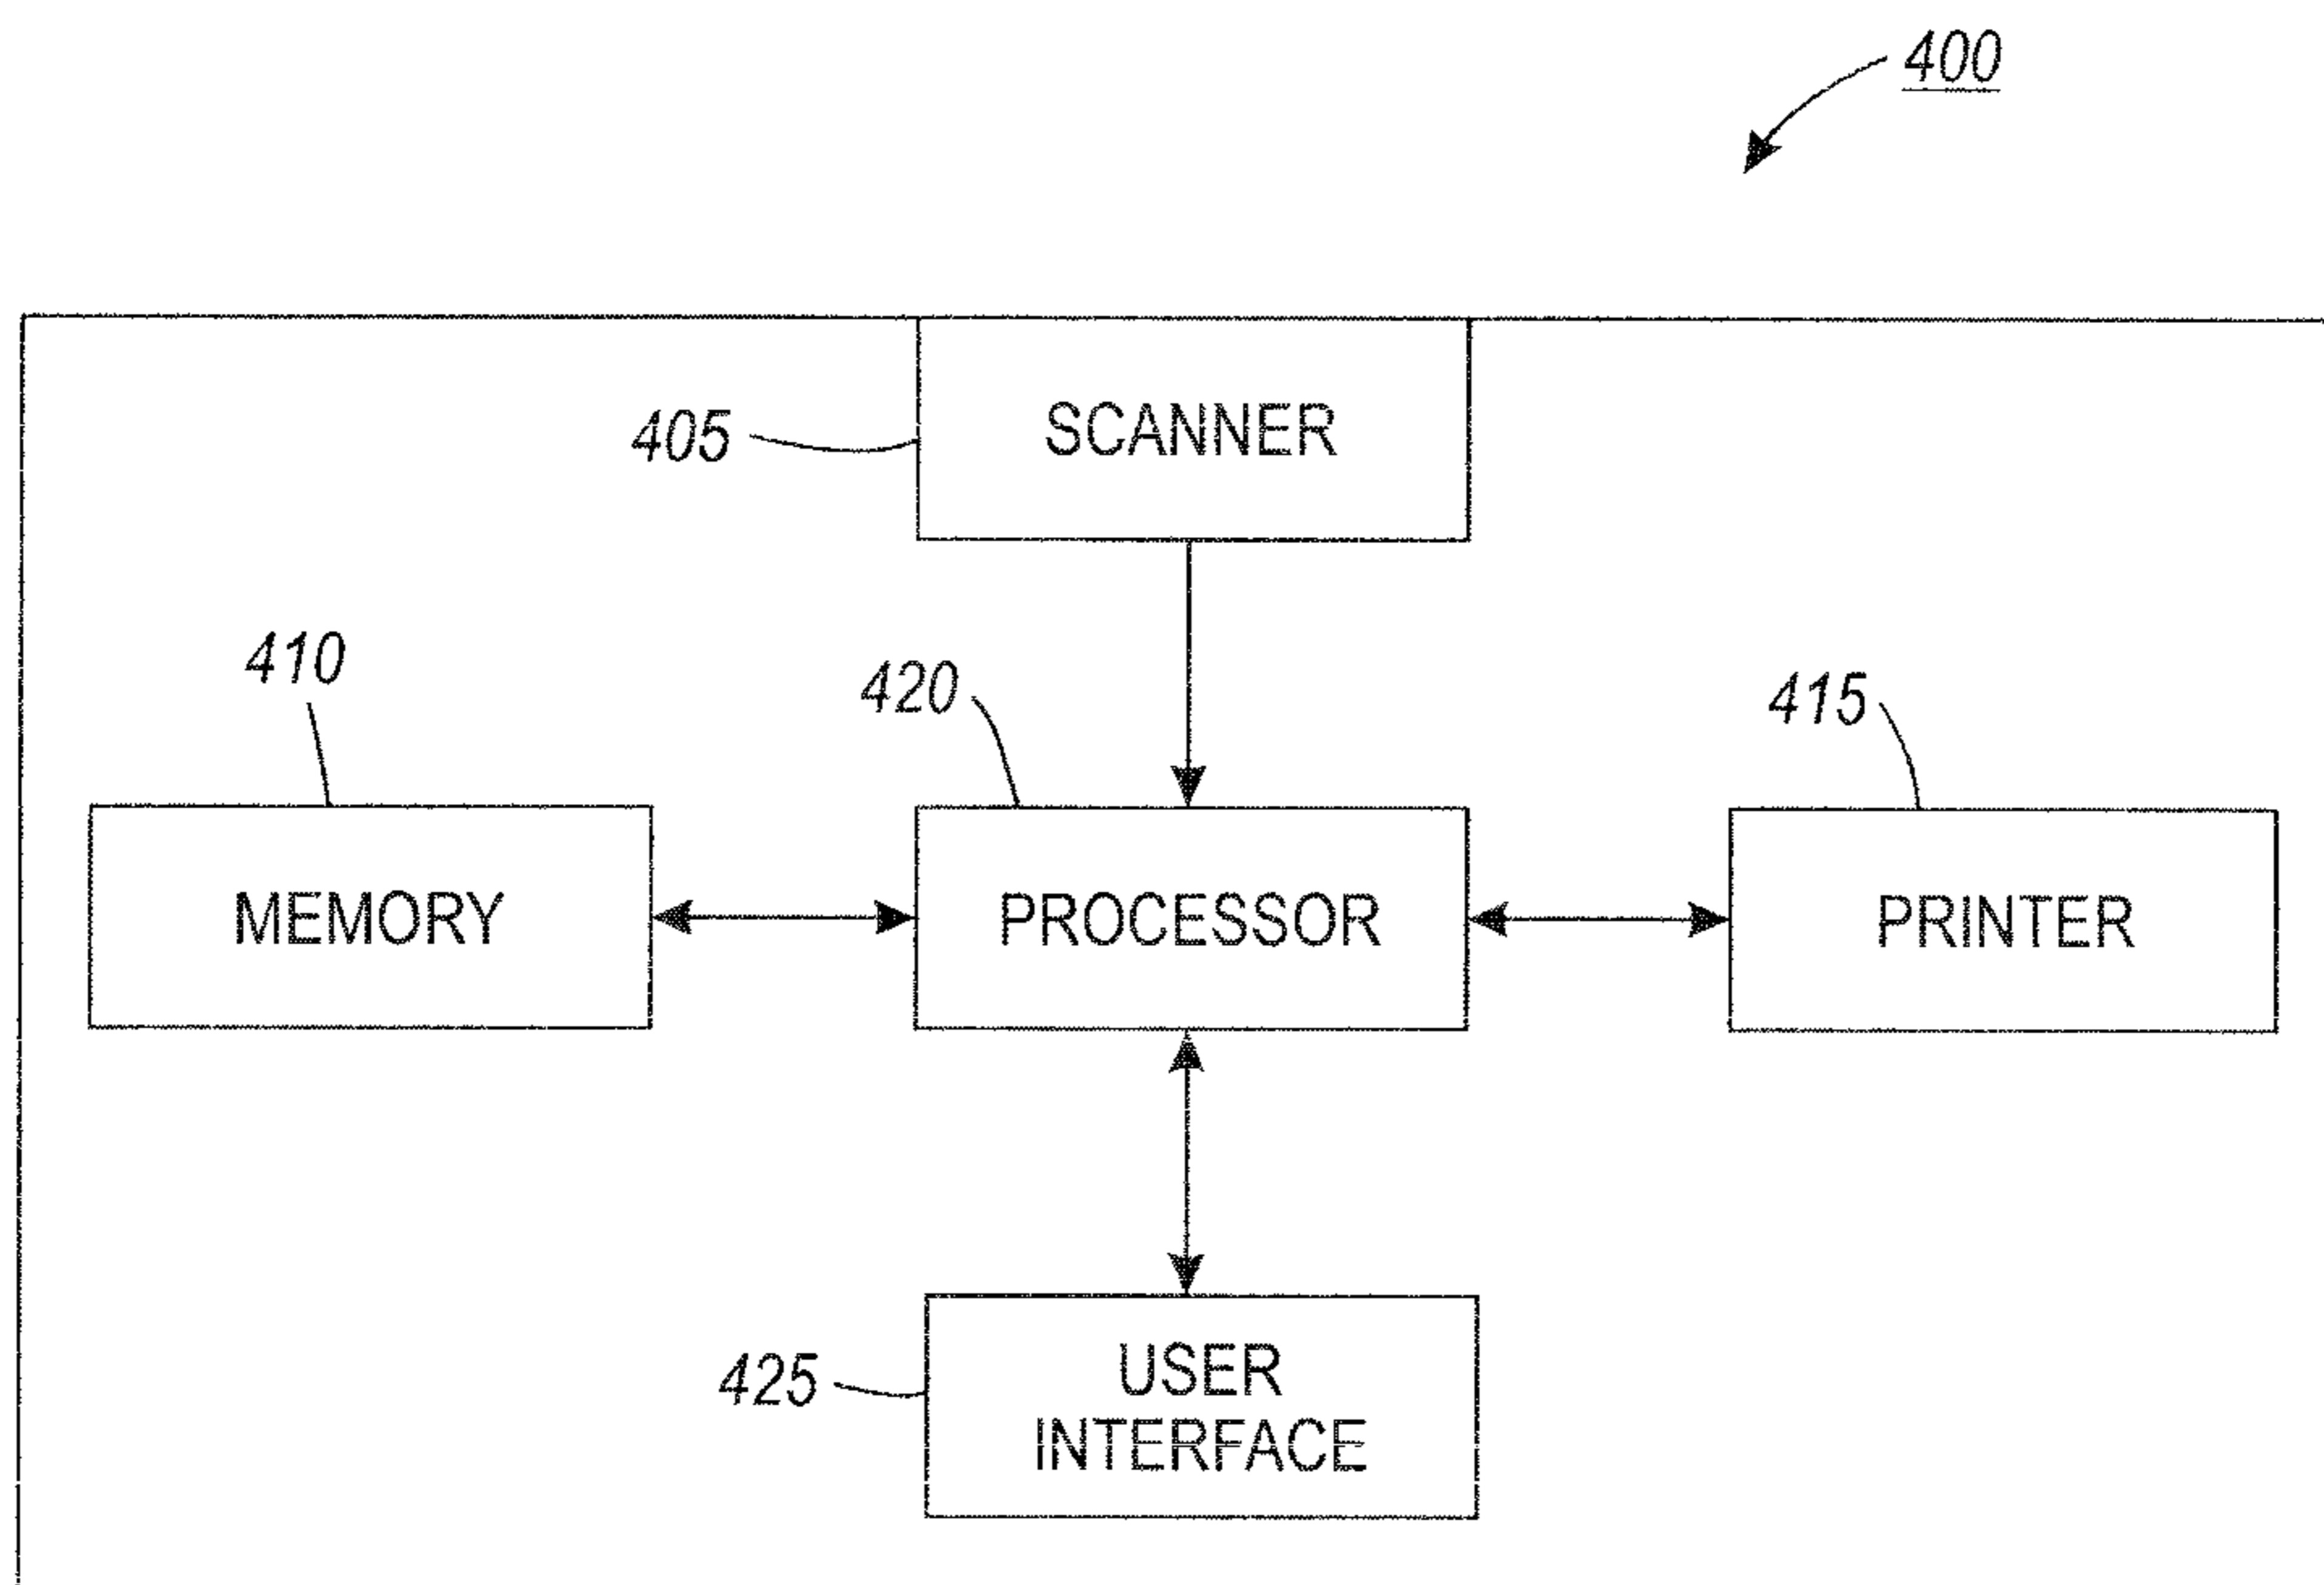 400
405
SCANNER
410
420
415
MEMORY
PROCESSOR
PRINTER
425
USER
INTERFACE